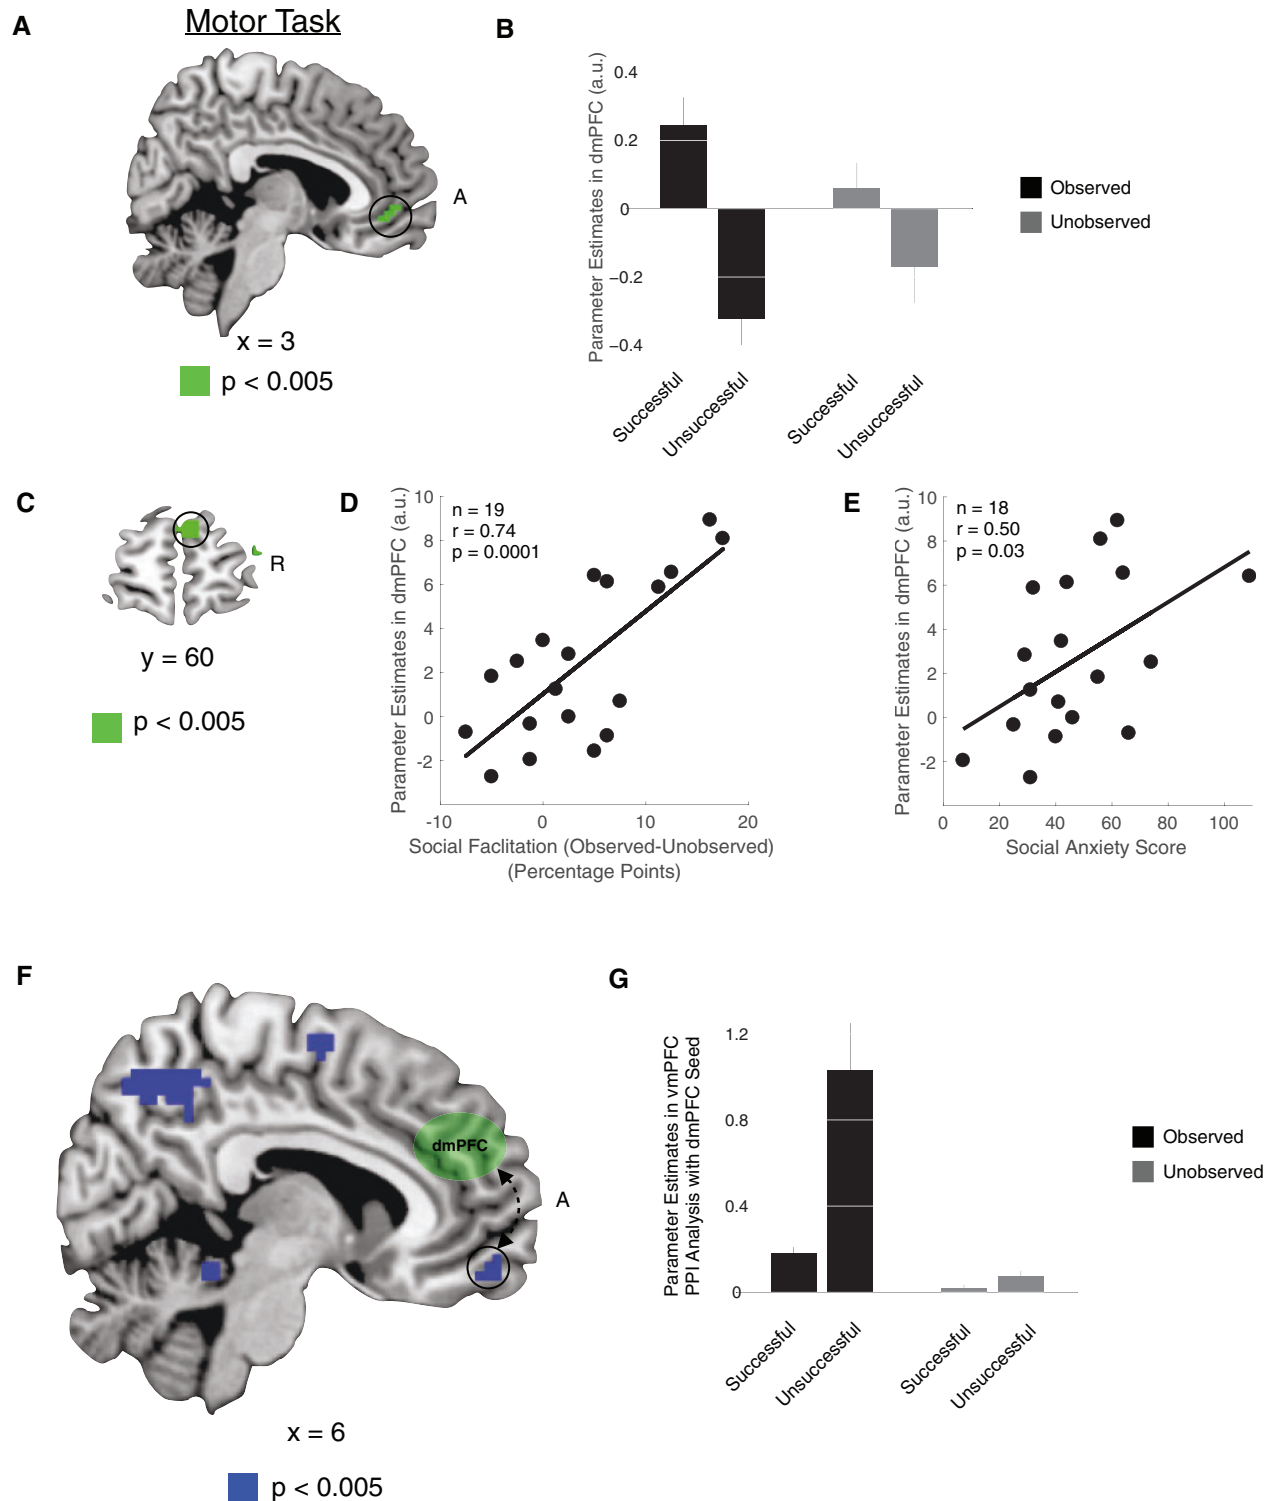 A
Motor Task
A
x = 3
p < 0.005
B
Parameter Estimates in dmPFC (a.u.)
0.4
0.2
0
−0.2
−0.4
Successful
Unsuccessful
Successful
Unsuccessful
Observed
Unobserved
C
R
y = 60
p < 0.005
D
Parameter Estimates in dmPFC (a.u.)
10
8
6
4
2
0
-2
n = 19
r = 0.74
p = 0.0001
-10
0
10
20
Social Faclitation (Observed-Unobserved)
(Percentage Points)
E
Parameter Estimates in dmPFC (a.u.)
10
8
6
4
2
0
-2
n = 18
r = 0.50
p = 0.03
0
20
40
60
80
100
Social Anxiety Score
F
dmPFC
A
x = 6
p < 0.005
G
Parameter Estimates in vmPFC
PPI Analysis with dmPFC Seed
1.2
0.8
0.4
0
Successful
Unsuccessful
Successful
Unsuccessful
Observed
Unobserved